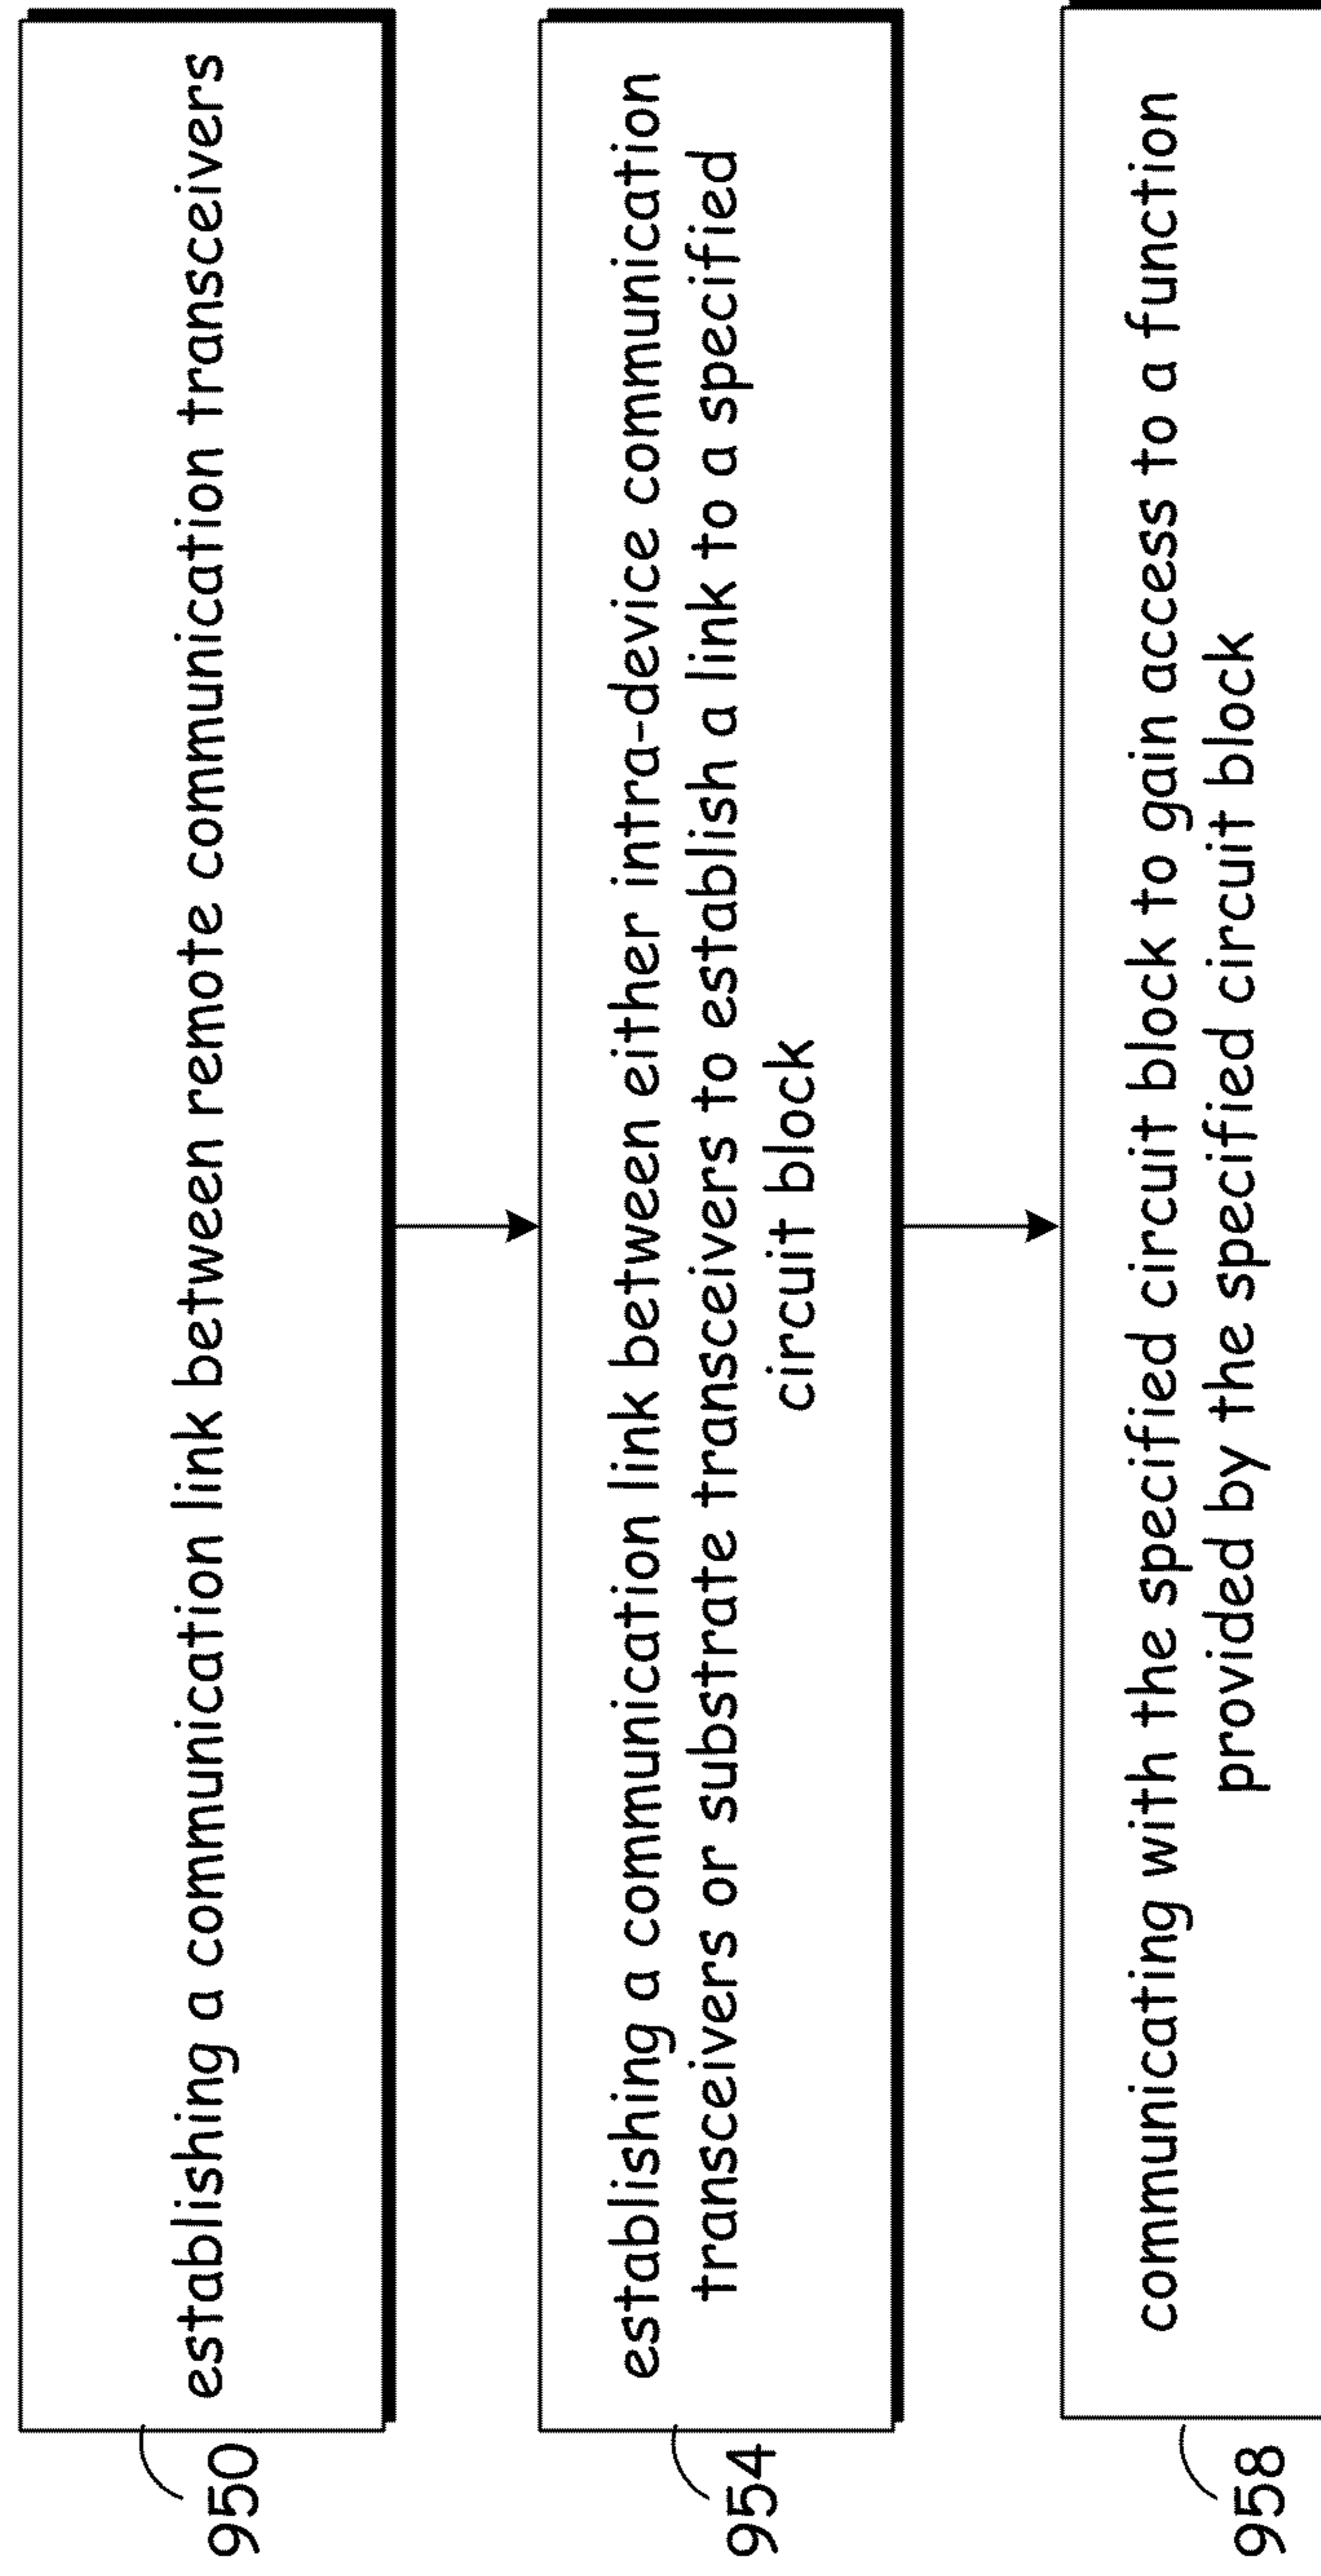 establishing a communication link between remote communication transceivers
950
establishing a communication link between either intra-device communication
transceivers or substrate transceivers to establish a link to a specified
circuit block
954
communicating with the specified circuit block to gain access to a function
provided by the specified circuit block
958